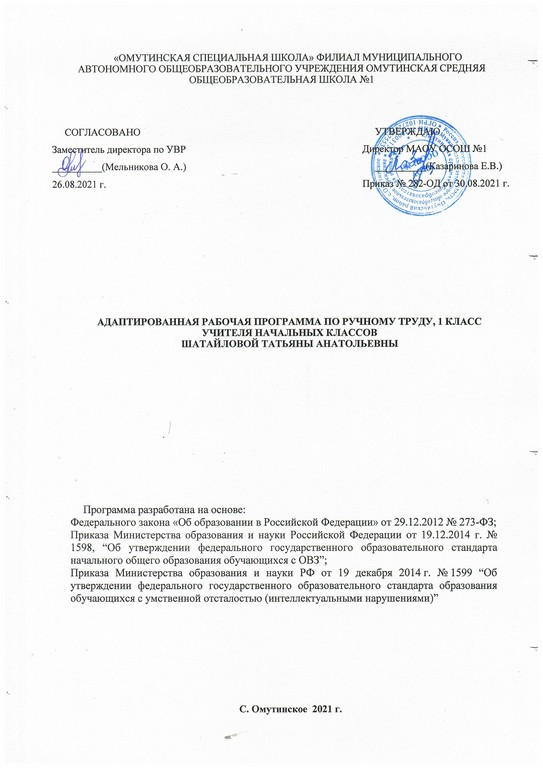 «ОМУТИНСКАЯ СПЕЦИАЛЬНАЯ ШКОЛА» ФИЛИАЛ МУНИЦИПАЛЬНОГО
АВТОНОМНОГО ОБЩЕОБРАЗОВАТЕЛЬНОГО УЧРЕЖДЕНИЯ ОМУТИНСКАЯ СРЕДНЯЯ
ОБЩЕОБРАЗОВАТЕЛЬНАЯ ШКОЛА №1
СОГЛАСОВАНО УТВЕРЖДАЮ
Заместитель директора по УВР Директор МАОУ ОСОШ №1
(Мельникова О. А.) (Казаринова Е.В.)
26.08.2021 г. Приказ № 282-ОД от 30.08.2021 г.
АДАПТИРОВАННАЯ РАБОЧАЯ ПРОГРАММА ПО РУЧНОМУ ТРУДУ, 1 КЛАСС
УЧИТЕЛЯ НАЧАЛЬНЫХ КЛАССОВ
ШАТАЙЛОВОЙ ТАТЬЯНЫ АНАТОЛЬЕВНЫ
Программа разработана на основе:
Федерального закона «Об образовании в Российской Федерации» от 29.12.2012 № 273-ФЗ;
Приказа Министерства образования и науки Российской Федерации от 19.12.2014 г. №
1598, “Об утверждении федерального государственного образовательного стандарта
начального общего образования обучающихся с ОВЗ”;
Приказа Министерства образования и науки РФ от 19 декабря 2014 г. № 1599 “Об
утверждении федерального государственного образовательного стандарта образования
обучающихся с умственной отсталостью (интеллектуальными нарушениями)”
С. Омутинское 2021 г.